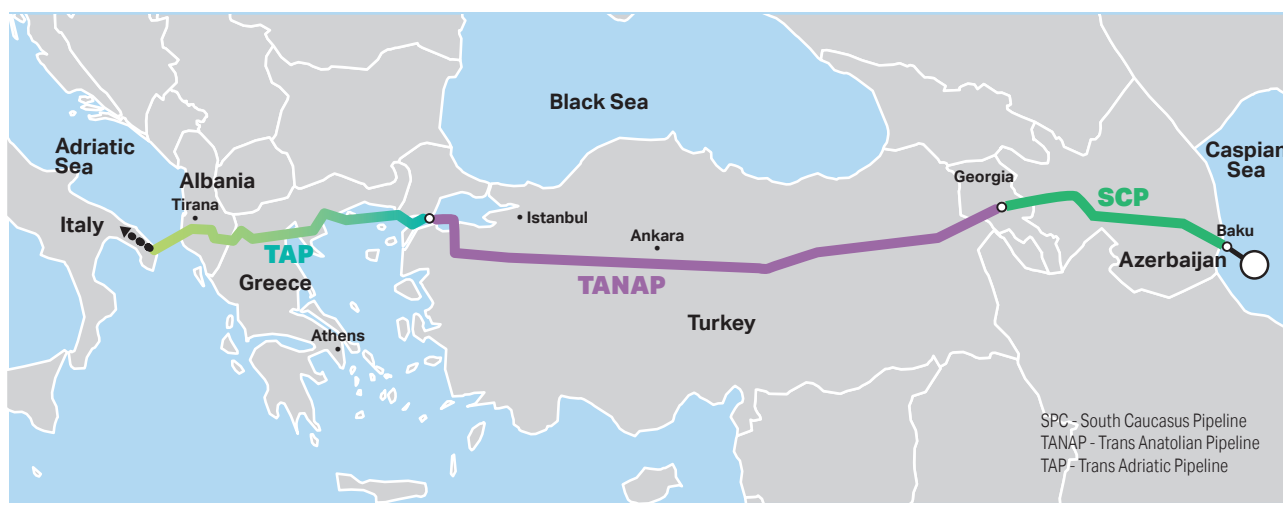 Black Sea
Adriatic
Sea
Caspian
Sea
Albania
Georgia
Tirana
SCP
Italy
Istanbul
Baku
Ankara
TAP
Azerbaijan
Greece
TANAP
Turkey
Athens
SPC - South Caucasus Pipeline
TANAP - Trans Anatolian Pipeline
TAP - Trans Adriatic Pipeline